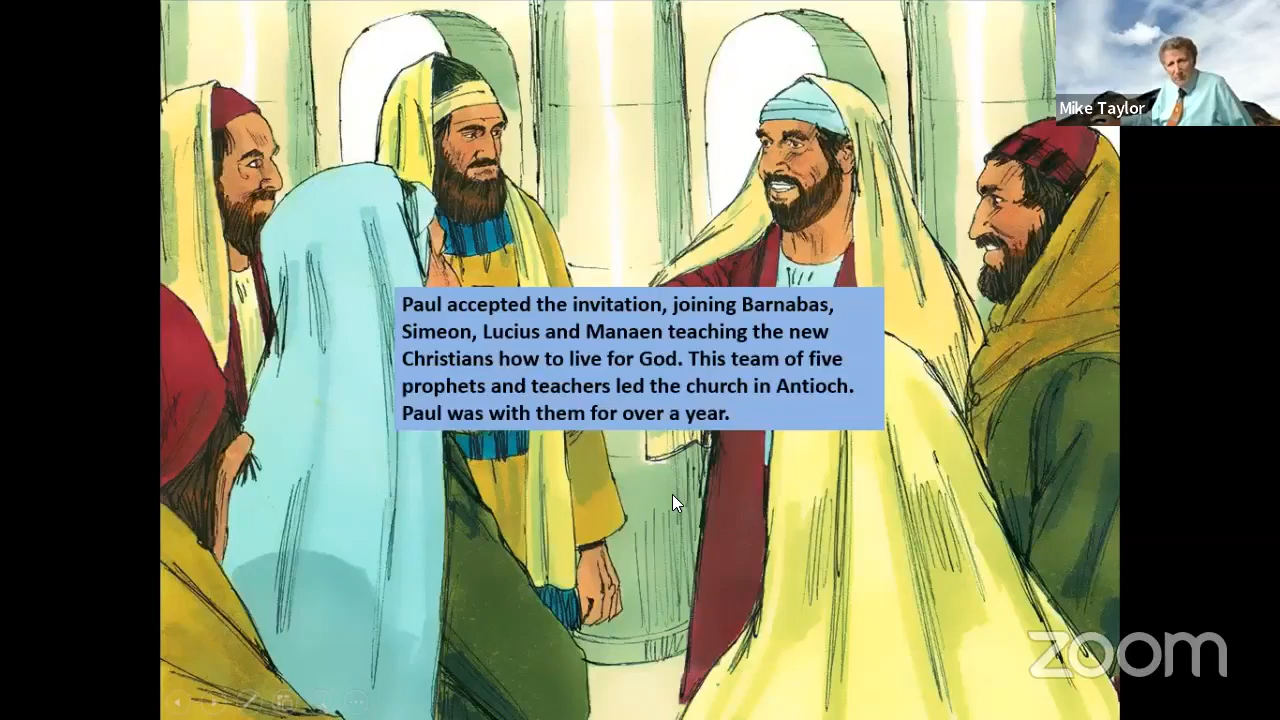 Mike Taylor
Paul accepted the invitation, joining Barnabas,
Simeon, Lucius and Manaen teaching the new
Christians how to live for God. This team of five
prophets and teachers led the church in Antioch.
Paul was with them for over a year.
zoom